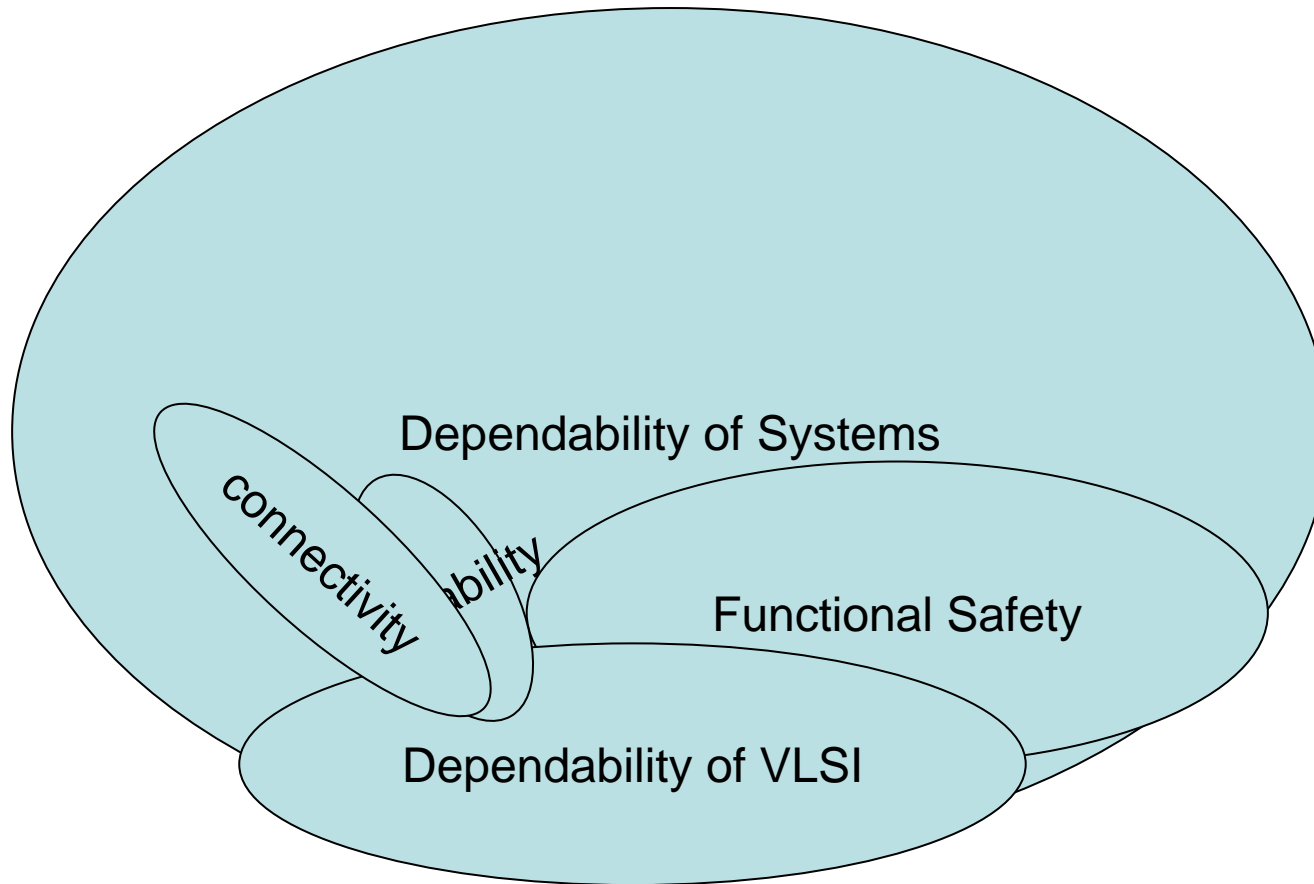 Dependability of Systems
connectivity
ability
Functional Safety
Dependability of VLSI